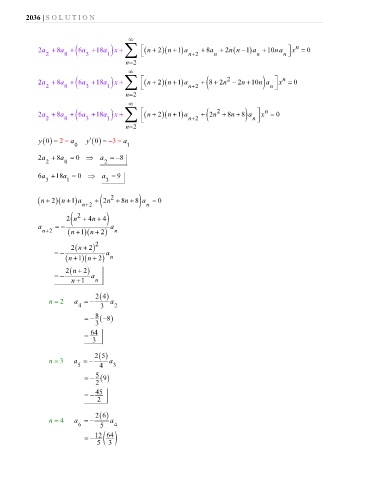 2036 | S O L U T I O N
2a₂ + 8a₀ + (6a₃ + 18a₁)x + ∑_{n=2}^{∞} [(n+2)(n+1)a_{n+2} + 8a_n + 2n(n−1)a_n + 10na_n]xⁿ = 0
2a₂ + 8a₀ + (6a₃ + 18a₁)x + ∑_{n=2}^{∞} [(n+2)(n+1)a_{n+2} + (8 + 2n² − 2n + 10n)a_n]xⁿ = 0
2a₂ + 8a₀ + (6a₃ + 18a₁)x + ∑_{n=2}^{∞} [(n+2)(n+1)a_{n+2} + (2n² + 8n + 8)a_n]xⁿ = 0
y(0) = 2 = a₀ y′(0) = −3 = a₁
2a₂ + 8a₀ = 0 ⇒ a₂ = −8
6a₃ + 18a₁ = 0 ⇒ a₃ = 9
(n+2)(n+1)a_{n+2} + (2n² + 8n + 8)a_n = 0
a_{n+2} = − 2(n² + 4n + 4)/((n+1)(n+2)) a_n
= − 2(n+2)²/((n+1)(n+2)) a_n
= − 2(n+2)/(n+1) a_n
n = 2 a₄ = − 2(4)/3 a₂
= − 8/3 (−8)
= 64/3
n = 3 a₅ = − 2(5)/4 a₃
= − 5/2 (9)
= − 45/2
n = 4 a₆ = − 2(6)/5 a₄
= − 12/5 (64/3)